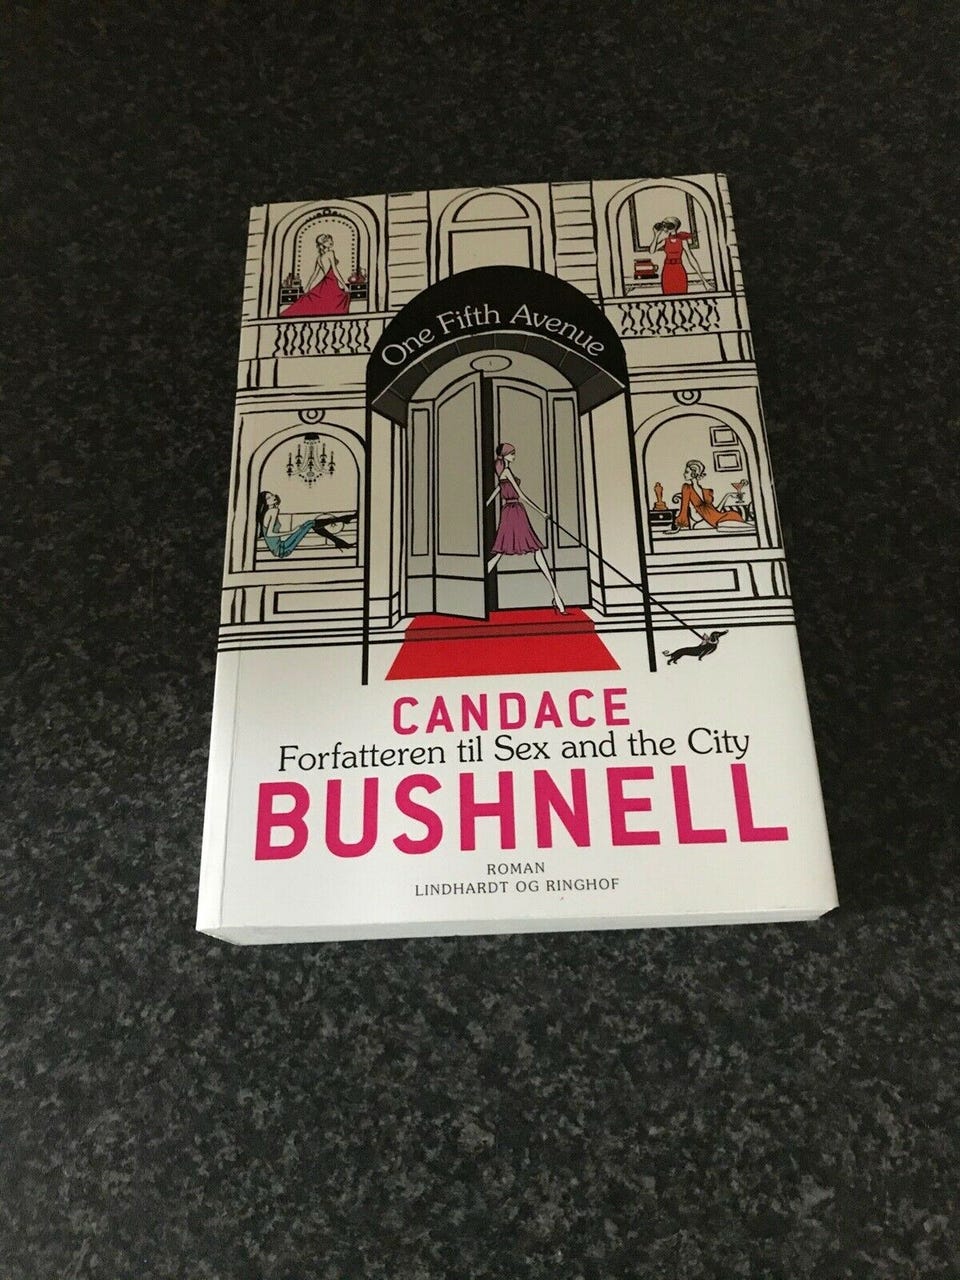 One Fifth Avenue
CANDACE
Forfatteren til Sex and the City
BUSHNELL
ROMAN
LINDHARDT OG RINGHOF